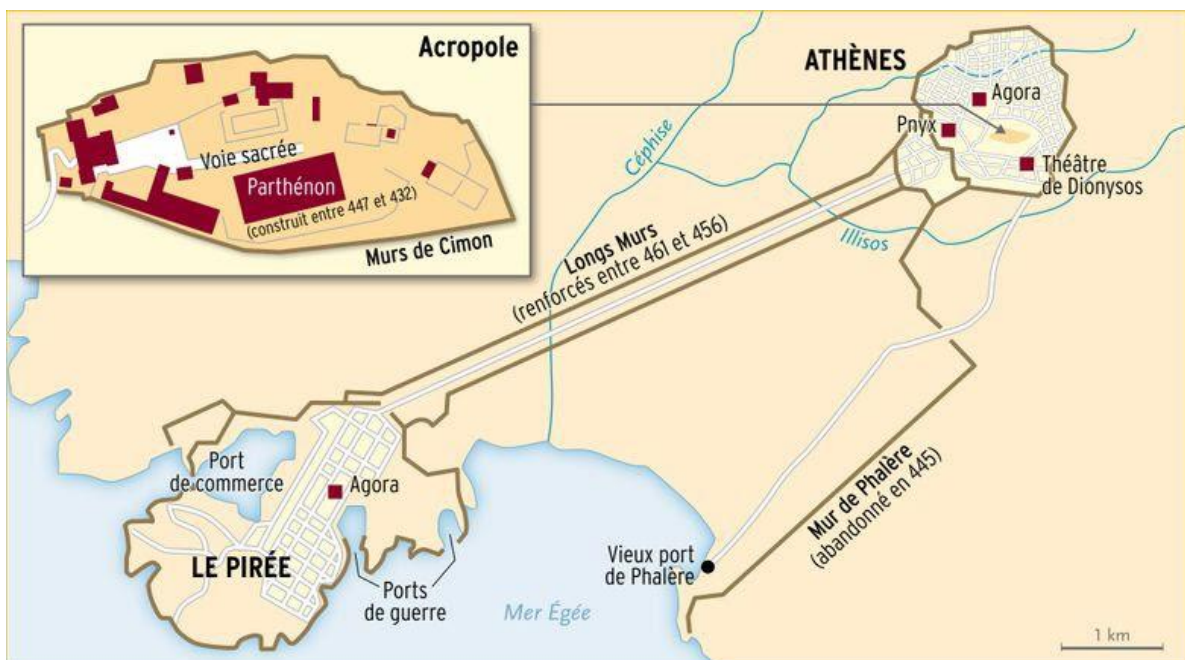 Acropole
Voie sacrée
Parthénon
(construit entre 447 et 432)
Murs de Cimon
ATHÈNES
Agora
Pnyx
Théâtre
de Dionysos
Céphise
Illisos
Longs Murs
(renforcés entre 461 et 456)
Port
de commerce
Agora
LE PIRÉE
Ports
de guerre
Mer Égée
Vieux port
de Phalère
Mur de Phalère
(abandonné en 445)
1 km